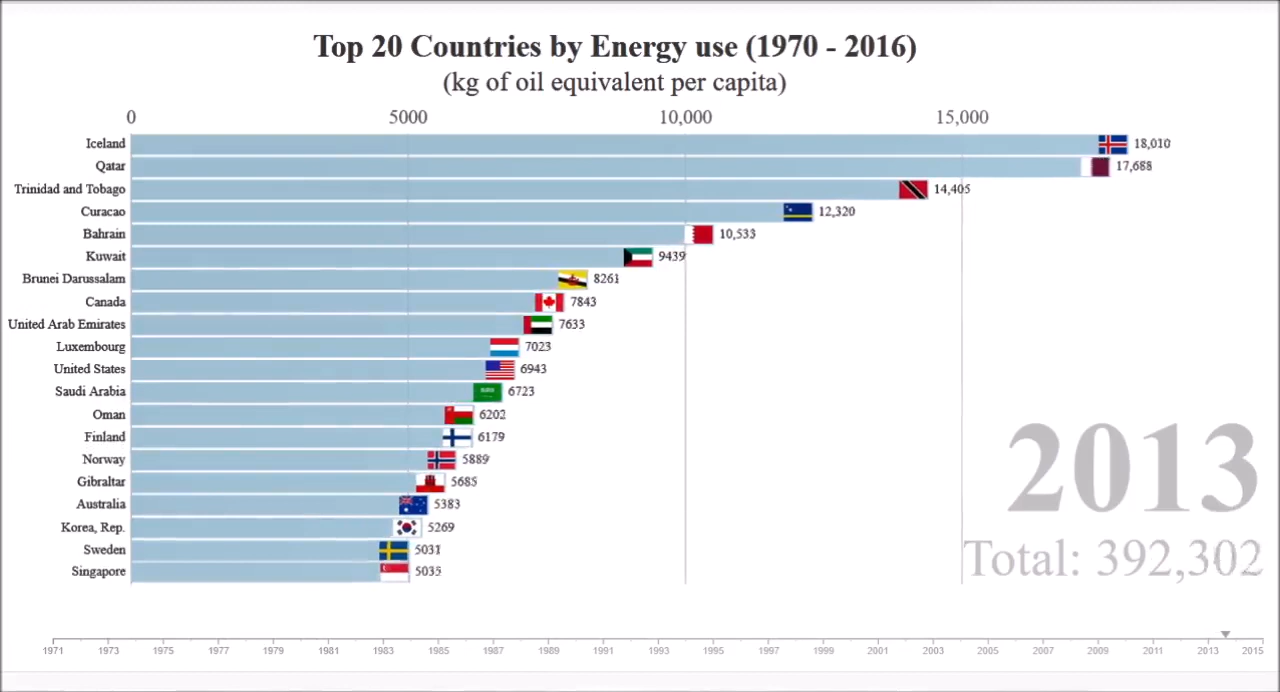 Top 20 Countries by Energy use (1970 - 2016)
(kg of oil equivalent per capita)
0 5000 10,000 15,000
Iceland 18,010
Qatar 17,688
Trinidad and Tobago 14,405
Curacao 12,320
Bahrain 10,533
Kuwait 9439
Brunei Darussalam 8261
Canada 7843
United Arab Emirates 7633
Luxembourg 7023
United States 6943
Saudi Arabia 6723
Oman 6202
Finland 6179
Norway 5889
Gibraltar 5685
Australia 5383
Korea, Rep. 5269
Sweden 5031
Singapore 5035
2013
Total: 392,302
1971 1973 1975 1977 1979 1981 1983 1985 1987 1989 1991 1993 1995 1997 1999 2001 2003 2005 2007 2009 2011 2013 2015